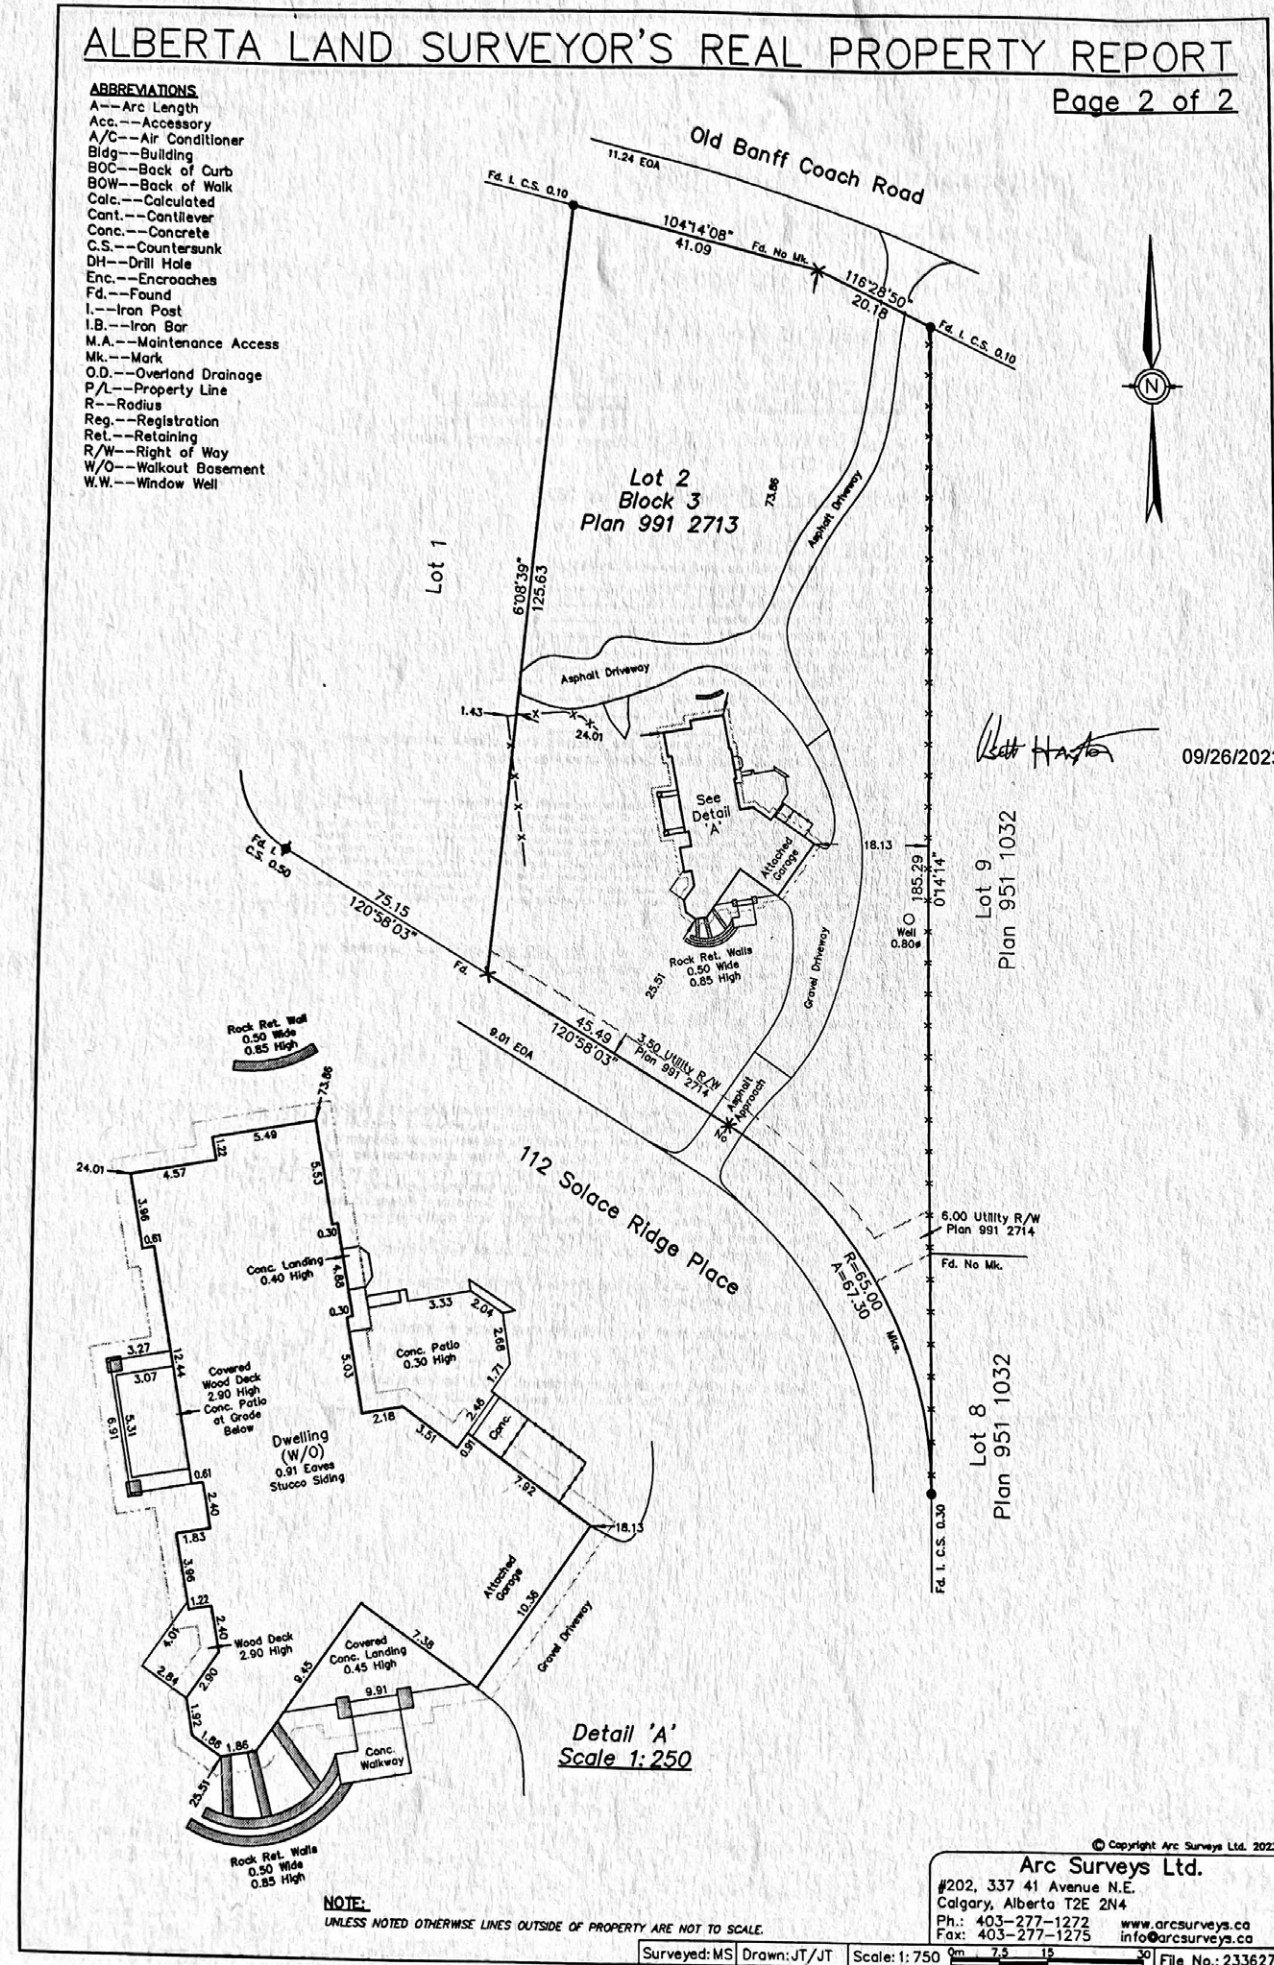 ALBERTA LAND SURVEYOR'S REAL PROPERTY REPORT
Page 2 of 2
ABBREVIATIONS
A--Arc Length
Acc.--Accessory
A/C--Air Conditioner
Bldg--Building
BOC--Back of Curb
BOW--Back of Walk
Calc.--Calculated
Cant.--Cantilever
Conc.--Concrete
C.S.--Countersunk
DH--Drill Hole
Enc.--Encroaches
Fd.--Found
I.--Iron Post
I.B.--Iron Bar
M.A.--Maintenance Access
Mk.--Mark
O.D.--Overland Drainage
P/L--Property Line
R--Radius
Reg.--Registration
Ret.--Retaining
R/W--Right of Way
W/O--Walkout Basement
W.W.--Window Well
Old Banff Coach Road
11.24 EOA
Fd. I. C.S. 0.10
104°14'08"
41.09
Fd. No Mk.
116°28'50"
20.18
Fd. I. C.S. 0.10
N
Lot 2
Block 3
Plan 991 2713
73.86
Asphalt Driveway
Lot 1
6°08'39"
125.63
Asphalt Driveway
1.43
24.01
See
Detail
'A'
Attached
Garage
18.13
185.29
0°14'14"
Well
0.80ø
Lot 9
Plan 951 1032
09/26/2023
Fd. I.
C.S. 0.50
75.15
120°58'03"
Fd.
Rock Ret. Walls
0.50 Wide
0.85 High
25.51
Gravel Driveway
45.49
120°58'03"
3.50 Utility R/W
Plan 991 2714
9.01 EOA
Asphalt
Approach
No
112 Solace Ridge Place
6.00 Utility R/W
Plan 991 2714
Fd. No Mk.
R=65.00
A=67.30
Mks.
Lot 8
Plan 951 1032
Fd. I. C.S. 0.30
Rock Ret. Wall
0.50 Wide
0.85 High
73.86
5.49
1.22
4.57
24.01
5.53
3.96
0.61
0.30
Conc. Landing
0.40 High
4.88
0.30
3.33
2.04
2.68
Conc. Patio
0.30 High
1.71
5.03
3.27
3.07
12.44
Covered
Wood Deck
2.90 High
Conc. Patio
at Grade
Below
6.91
5.31
2.18
3.51
2.46
0.91
Conc.
Dwelling
(W/O)
0.91 Eaves
Stucco Siding
0.61
2.40
7.92
18.13
1.83
3.96
1.22
2.40
Attached
Garage
10.36
Gravel Driveway
4.01
2.84
2.90
Wood Deck
2.90 High
Covered
Conc. Landing
0.45 High
7.38
9.45
9.91
1.92
1.86
1.86
25.51
Conc.
Walkway
Detail 'A'
Scale 1:250
Rock Ret. Walls
0.50 Wide
0.85 High
NOTE:
UNLESS NOTED OTHERWISE LINES OUTSIDE OF PROPERTY ARE NOT TO SCALE.
© Copyright Arc Surveys Ltd. 2023
Arc Surveys Ltd.
#202, 337 41 Avenue N.E.
Calgary, Alberta T2E 2N4
Ph.: 403-277-1272 www.arcsurveys.ca
Fax: 403-277-1275 info@arcsurveys.ca
Surveyed: MS Drawn: JT/JT Scale: 1:750 0m 7.5 15 30 File No.: 233627